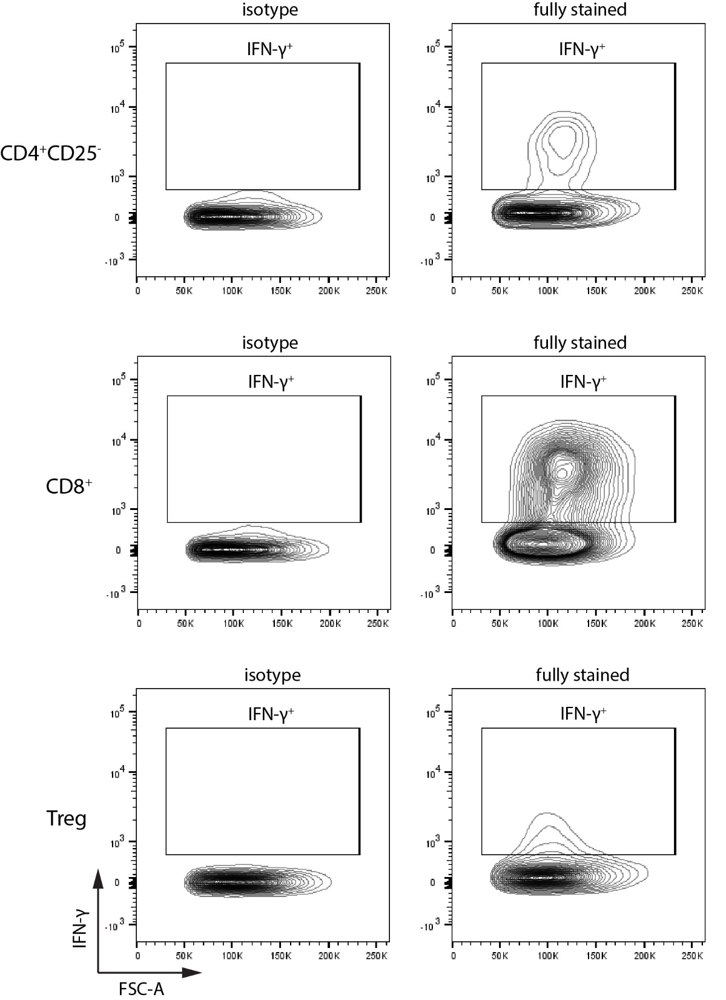 isotype fully stained
IFN-γ⁺ IFN-γ⁺
10⁵ 10⁵
10⁴ 10⁴
CD4⁺CD25⁻
10³ 10³
0 0
-10³ -10³
0 50K 100K 150K 200K 250K 0 50K 100K 150K 200K 250K
isotype fully stained
IFN-γ⁺ IFN-γ⁺
10⁵ 10⁵
10⁴ 10⁴
CD8⁺
10³ 10³
0 0
-10³ -10³
0 50K 100K 150K 200K 250K 0 50K 100K 150K 200K 250K
isotype fully stained
IFN-γ⁺ IFN-γ⁺
10⁵ 10⁵
10⁴ 10⁴
Treg
10³ 10³
0 0
-10³ -10³
0 50K 100K 150K 200K 250K 0 50K 100K 150K 200K 250K
IFN-γ
FSC-A